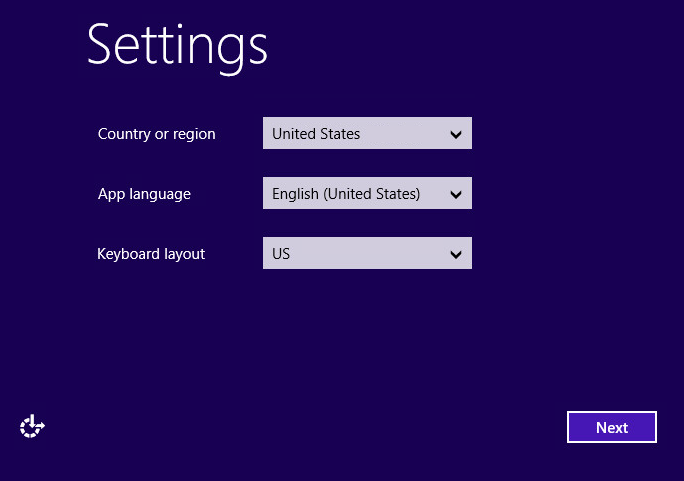 Settings
Country or region United States
App language English (United States)
Keyboard layout US
Next